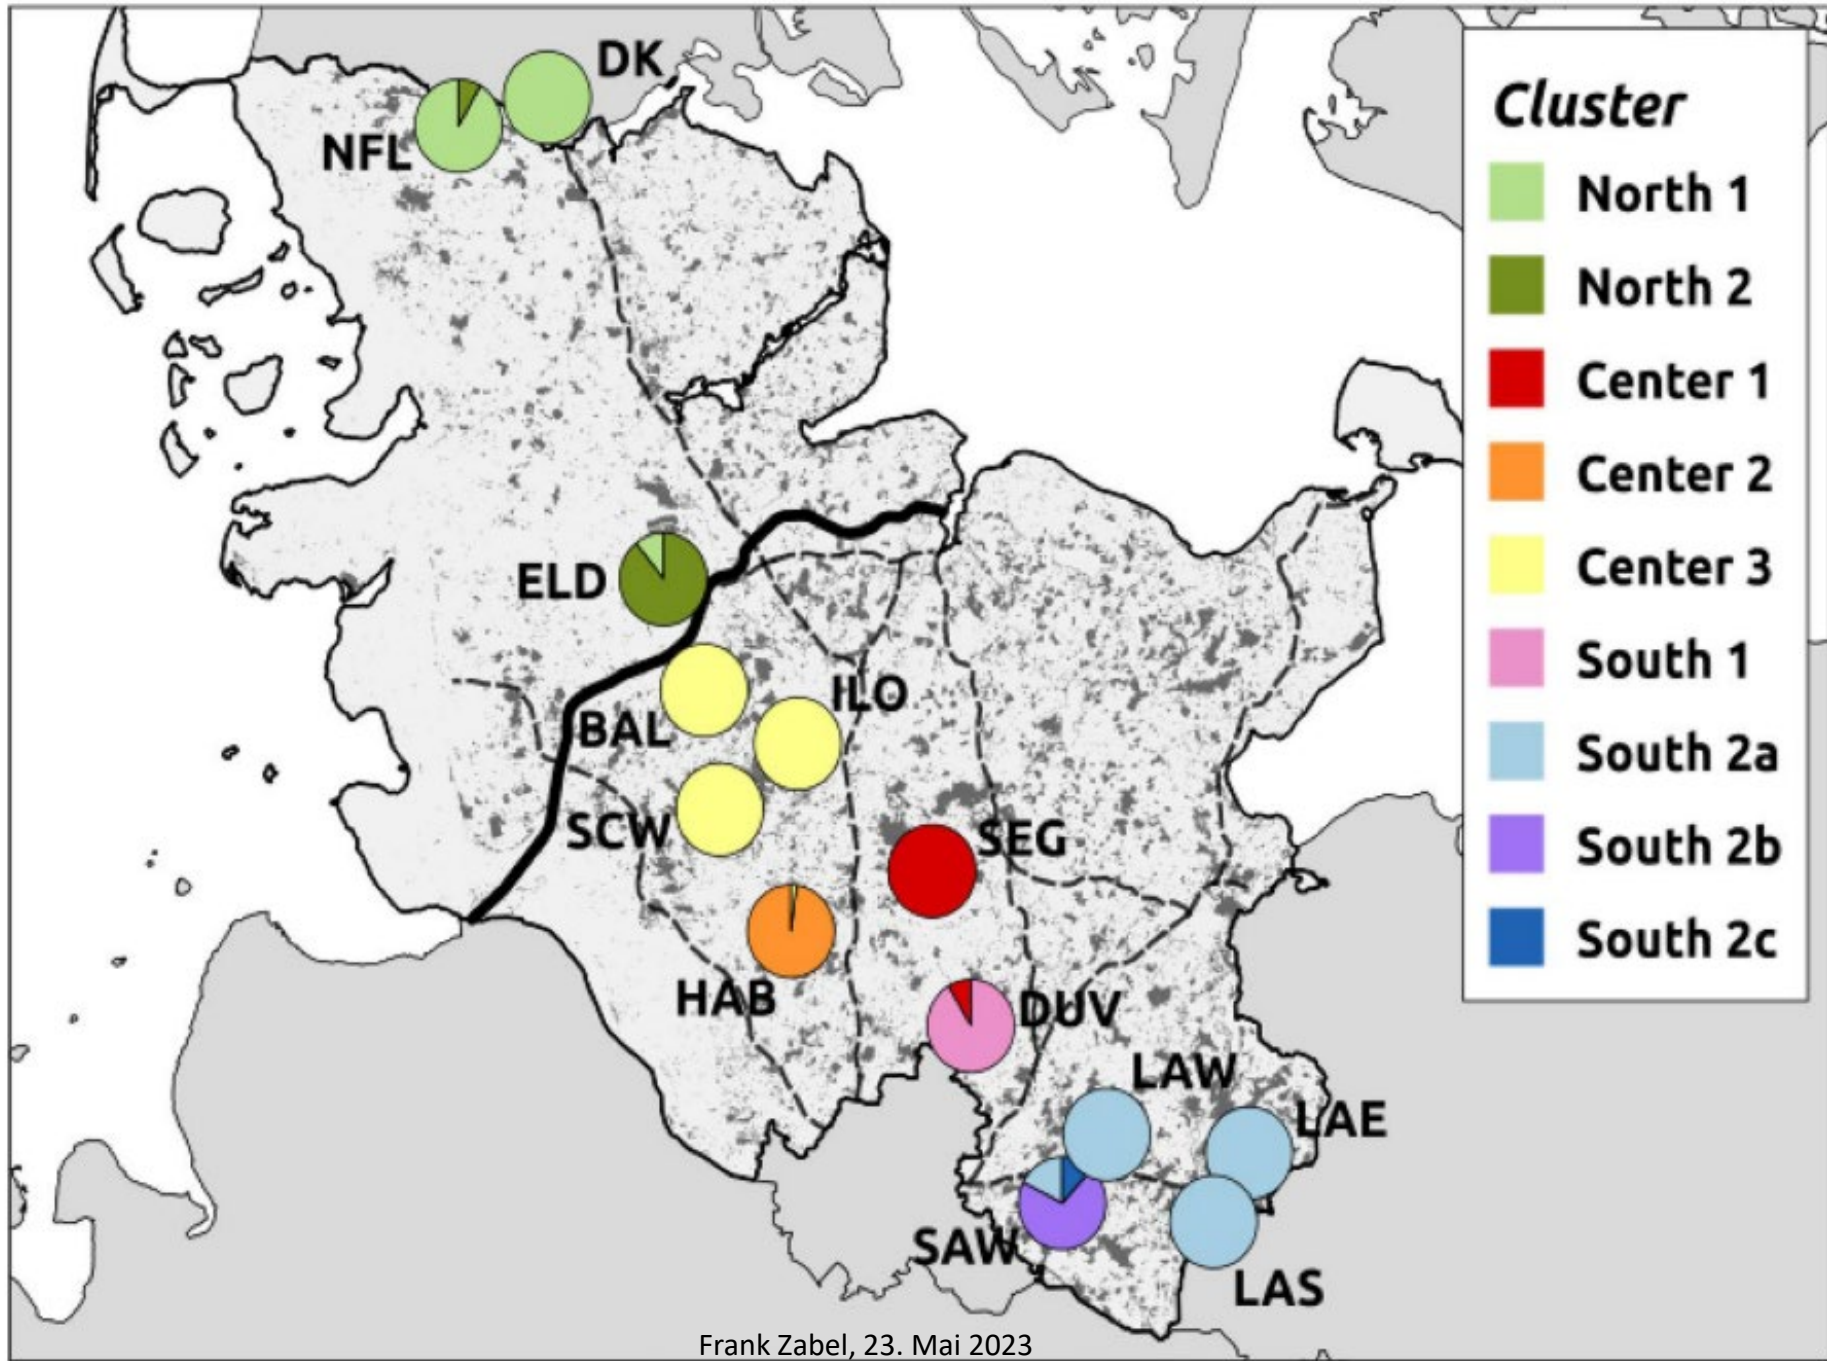 DK
NFL
ELD
BAL
ILO
SCW
SEG
HAB
DUV
LAW
LAE
SAW
LAS
Cluster
North 1
North 2
Center 1
Center 2
Center 3
South 1
South 2a
South 2b
South 2c
Frank Zabel, 23. Mai 2023